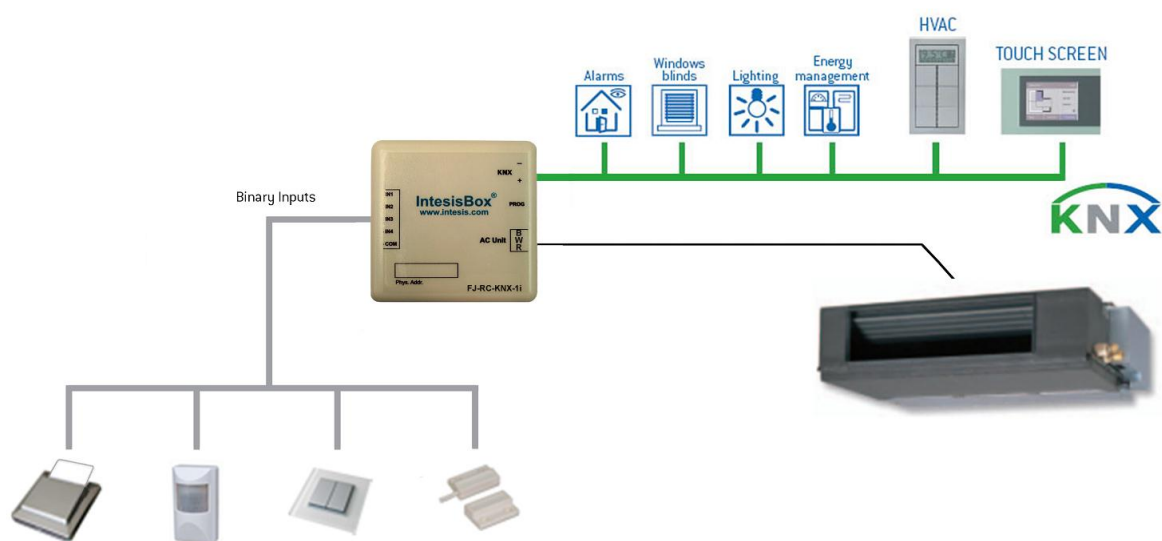 HVAC
TOUCH SCREEN
Alarms
Windows
blinds
Lighting
Energy
management
KNX
Binary Inputs
IN1
IN2
IN3
IN4
COM
KNX
–
+
PROG
IntesisBox®
www.intesis.com
AC Unit
B
W
R
Phys. Addr.
FJ-RC-KNX-1i